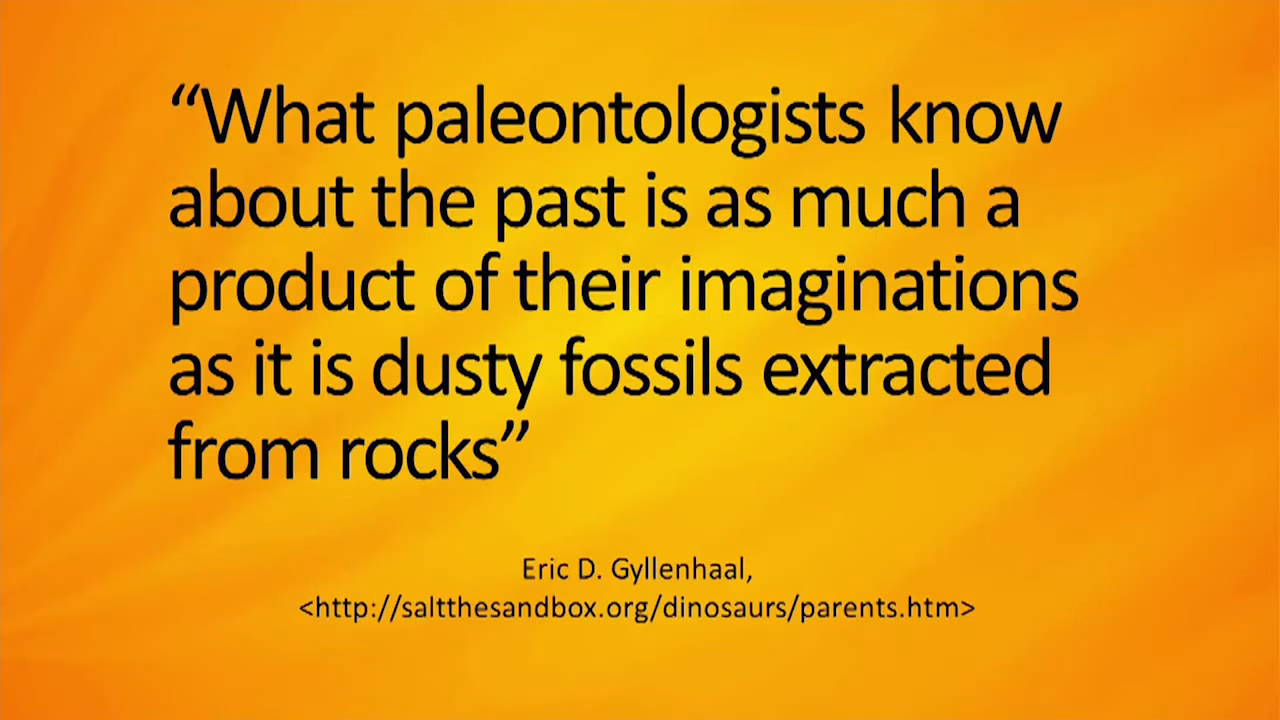 “What paleontologists know
about the past is as much a
product of their imaginations
as it is dusty fossils extracted
from rocks”
Eric D. Gyllenhaal,
<http://saltthesandbox.org/dinosaurs/parents.htm>